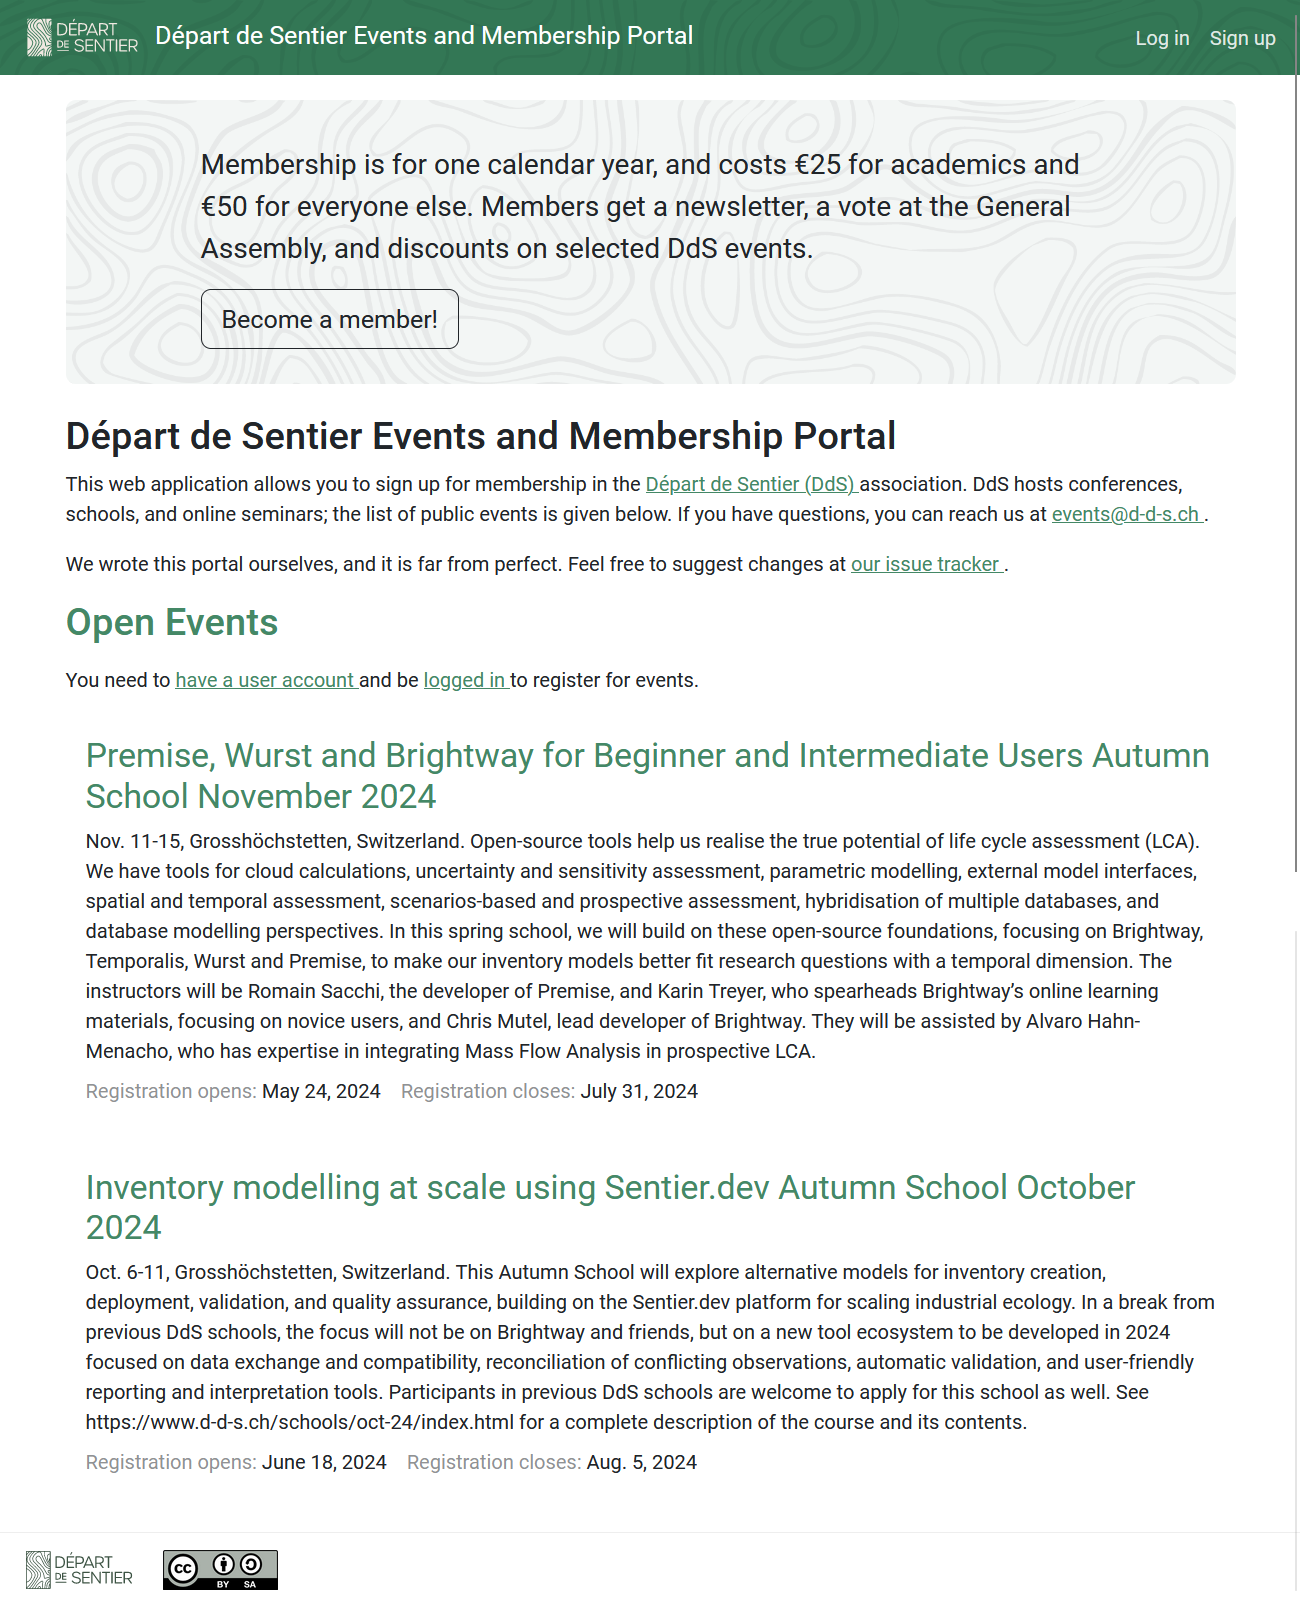 DÉPART
DE SENTIER
Départ de Sentier Events and Membership Portal
Log in
Sign up
Membership is for one calendar year, and costs €25 for academics and
€50 for everyone else. Members get a newsletter, a vote at the General
Assembly, and discounts on selected DdS events.
Become a member!
Départ de Sentier Events and Membership Portal
This web application allows you to sign up for membership in the Départ de Sentier (DdS) association. DdS hosts conferences,
schools, and online seminars; the list of public events is given below. If you have questions, you can reach us at events@d-d-s.ch .
We wrote this portal ourselves, and it is far from perfect. Feel free to suggest changes at our issue tracker .
Open Events
You need to have a user account and be logged in to register for events.
Premise, Wurst and Brightway for Beginner and Intermediate Users Autumn
School November 2024
Nov. 11-15, Grosshöchstetten, Switzerland. Open-source tools help us realise the true potential of life cycle assessment (LCA).
We have tools for cloud calculations, uncertainty and sensitivity assessment, parametric modelling, external model interfaces,
spatial and temporal assessment, scenarios-based and prospective assessment, hybridisation of multiple databases, and
database modelling perspectives. In this spring school, we will build on these open-source foundations, focusing on Brightway,
Temporalis, Wurst and Premise, to make our inventory models better fit research questions with a temporal dimension. The
instructors will be Romain Sacchi, the developer of Premise, and Karin Treyer, who spearheads Brightway’s online learning
materials, focusing on novice users, and Chris Mutel, lead developer of Brightway. They will be assisted by Alvaro Hahn-
Menacho, who has expertise in integrating Mass Flow Analysis in prospective LCA.
Registration opens: May 24, 2024 Registration closes: July 31, 2024
Inventory modelling at scale using Sentier.dev Autumn School October
2024
Oct. 6-11, Grosshöchstetten, Switzerland. This Autumn School will explore alternative models for inventory creation,
deployment, validation, and quality assurance, building on the Sentier.dev platform for scaling industrial ecology. In a break from
previous DdS schools, the focus will not be on Brightway and friends, but on a new tool ecosystem to be developed in 2024
focused on data exchange and compatibility, reconciliation of conflicting observations, automatic validation, and user-friendly
reporting and interpretation tools. Participants in previous DdS schools are welcome to apply for this school as well. See
https://www.d-d-s.ch/schools/oct-24/index.html for a complete description of the course and its contents.
Registration opens: June 18, 2024 Registration closes: Aug. 5, 2024
DÉPART
DE SENTIER
cc
BY SA